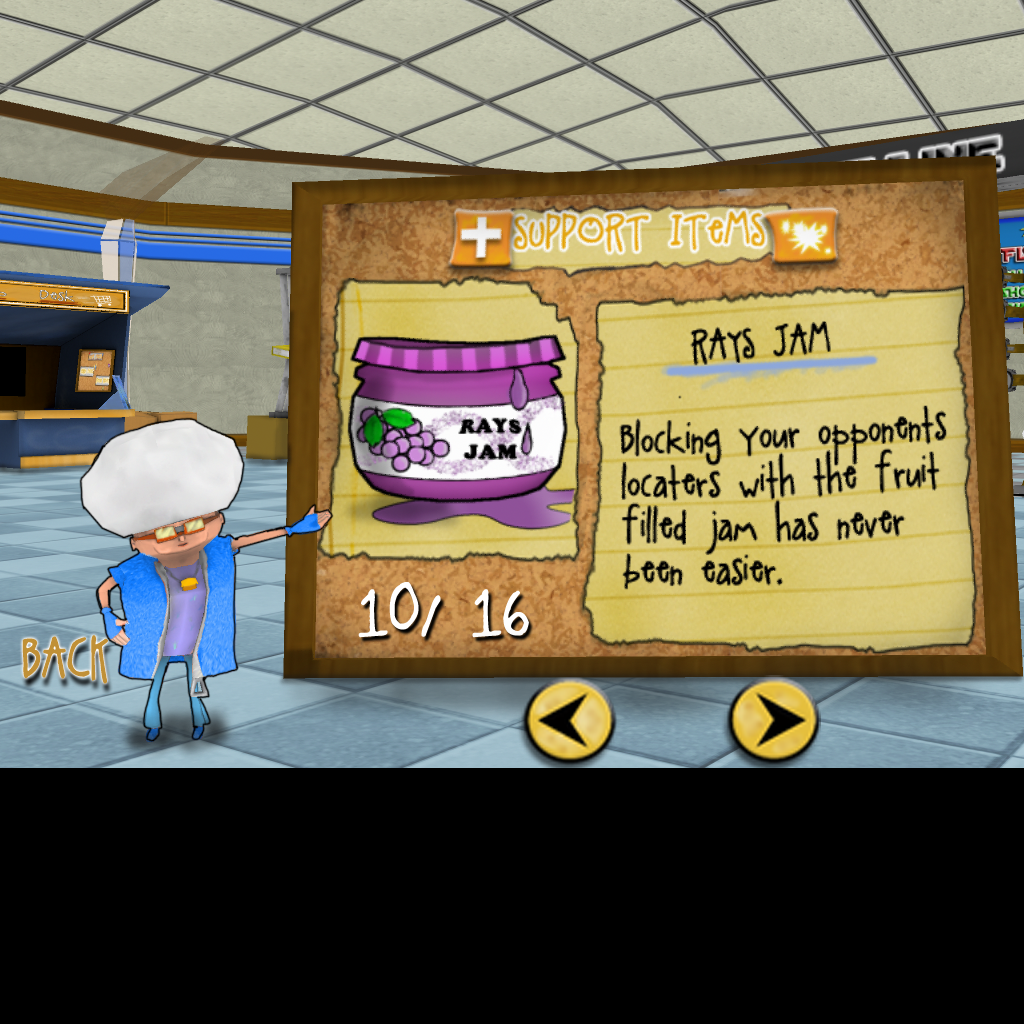 Desk
SUPPORT ITEMS
RAYS JAM
RAYS
JAM
Blocking your opponents
locaters with the fruit
filled jam has never
been easier.
10/ 16
BACK